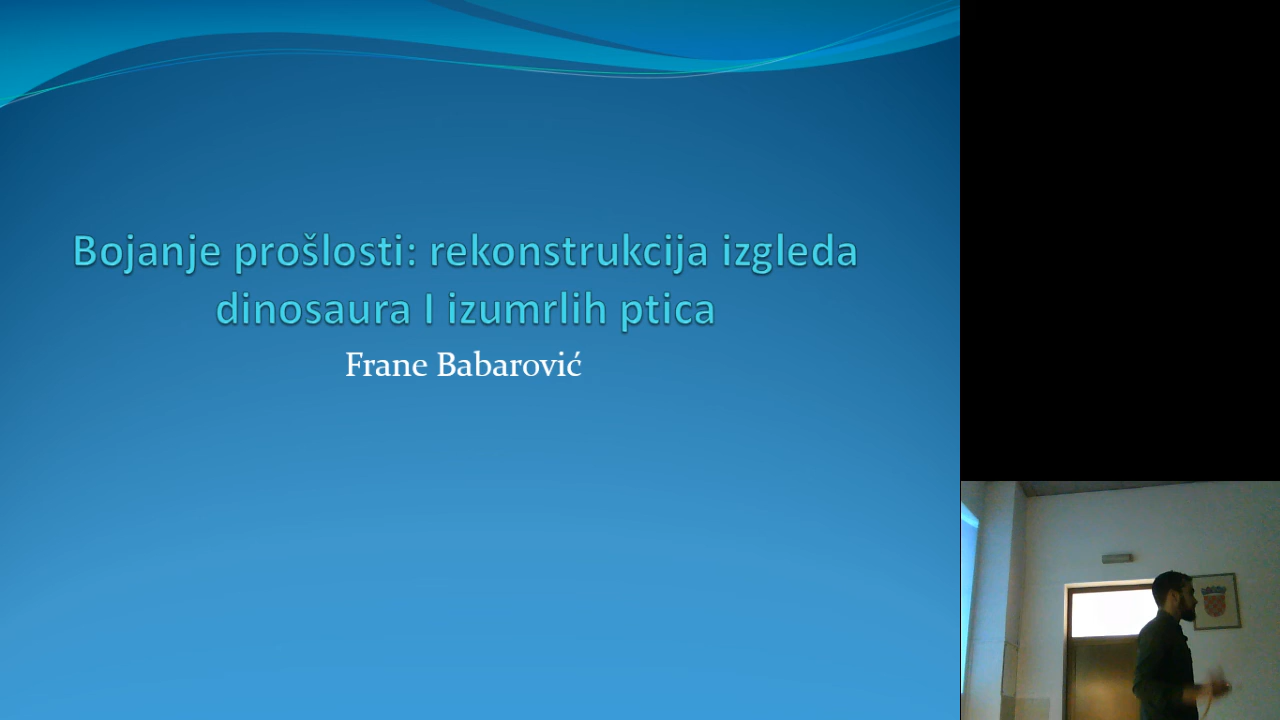 Bojanje prošlosti: rekonstrukcija izgleda
dinosaura I izumrlih ptica
Frane Babarović